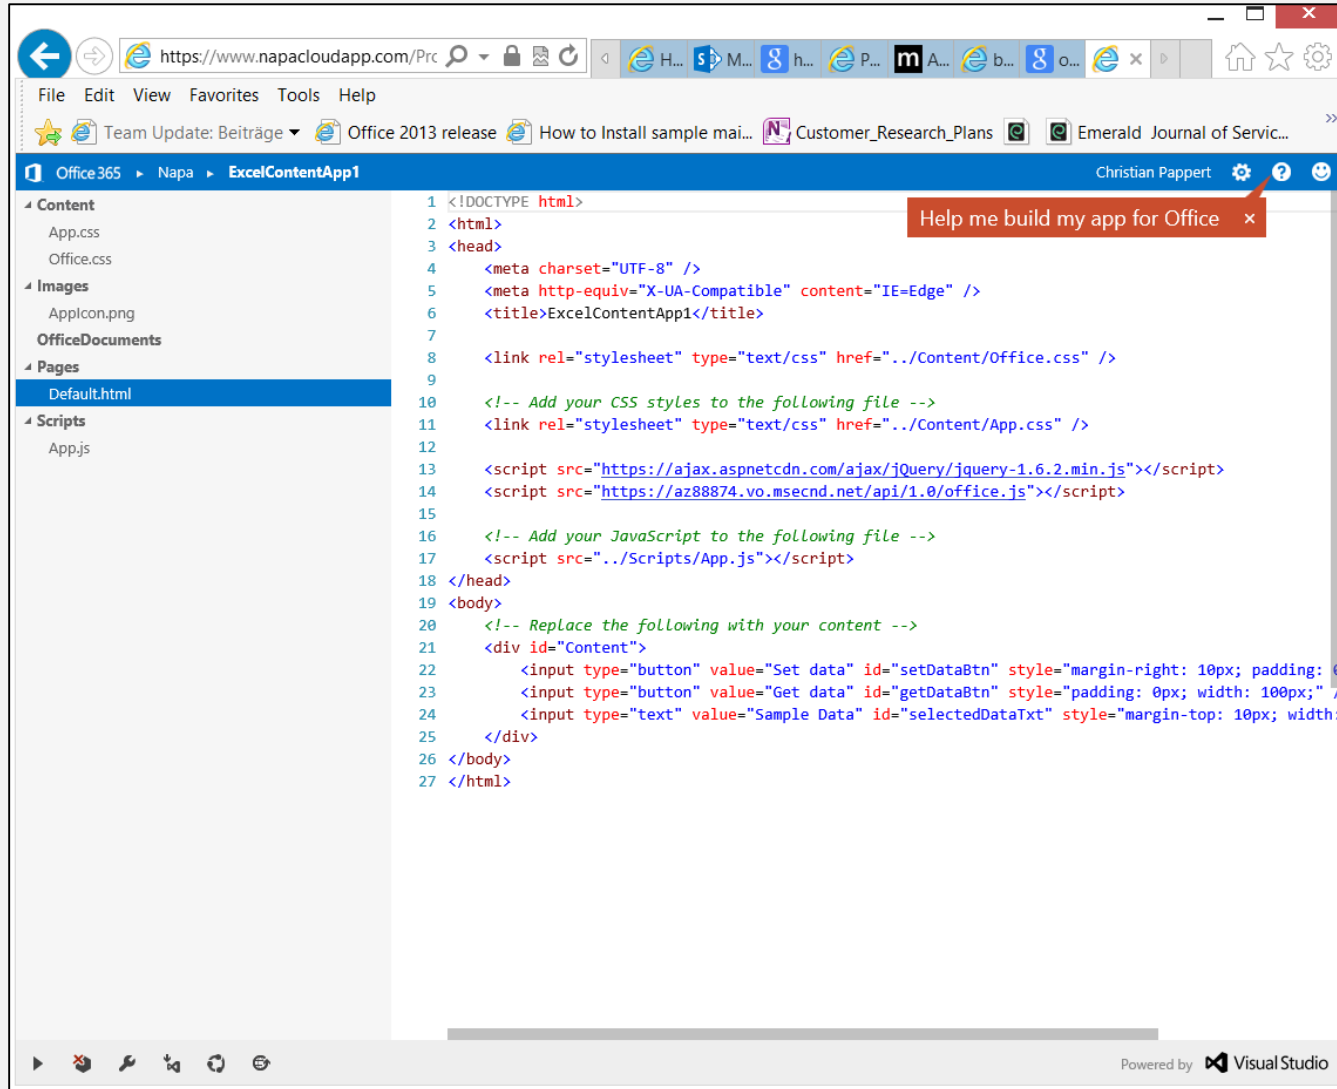 https://www.napacloudapp.com/Prc
H... M... h... P... A... b... o...
File Edit View Favorites Tools Help
Team Update: Beiträge Office 2013 release How to Install sample mai... Customer_Research_Plans Emerald Journal of Servic...
Office 365 Napa ExcelContentApp1 Christian Pappert
Help me build my app for Office
Content
App.css
Office.css
Images
AppIcon.png
OfficeDocuments
Pages
Default.html
Scripts
App.js
1 <!DOCTYPE html>
2 <html>
3 <head>
4 <meta charset="UTF-8" />
5 <meta http-equiv="X-UA-Compatible" content="IE=Edge" />
6 <title>ExcelContentApp1</title>
7
8 <link rel="stylesheet" type="text/css" href="../Content/Office.css" />
9
10 <!-- Add your CSS styles to the following file -->
11 <link rel="stylesheet" type="text/css" href="../Content/App.css" />
12
13 <script src="https://ajax.aspnetcdn.com/ajax/jQuery/jquery-1.6.2.min.js"></script>
14 <script src="https://az88874.vo.msecnd.net/api/1.0/office.js"></script>
15
16 <!-- Add your JavaScript to the following file -->
17 <script src="../Scripts/App.js"></script>
18 </head>
19 <body>
20 <!-- Replace the following with your content -->
21 <div id="Content">
22 <input type="button" value="Set data" id="setDataBtn" style="margin-right: 10px; padding:
23 <input type="button" value="Get data" id="getDataBtn" style="padding: 0px; width: 100px;" /
24 <input type="text" value="Sample Data" id="selectedDataTxt" style="margin-top: 10px; width:
25 </div>
26 </body>
27 </html>
Powered by Visual Studio